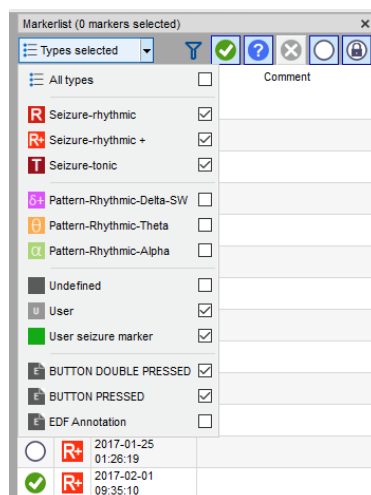 Markerlist (0 markers selected)
Types selected
Comment
All types
R Seizure-rhythmic
R+ Seizure-rhythmic +
T Seizure-tonic
δ+ Pattern-Rhythmic-Delta-SW
θ Pattern-Rhythmic-Theta
α Pattern-Rhythmic-Alpha
Undefined
U User
User seizure marker
E BUTTON DOUBLE PRESSED
E BUTTON PRESSED
E EDF Annotation
R+ 2017-01-25
01:26:19
R+ 2017-02-01
09:35:10